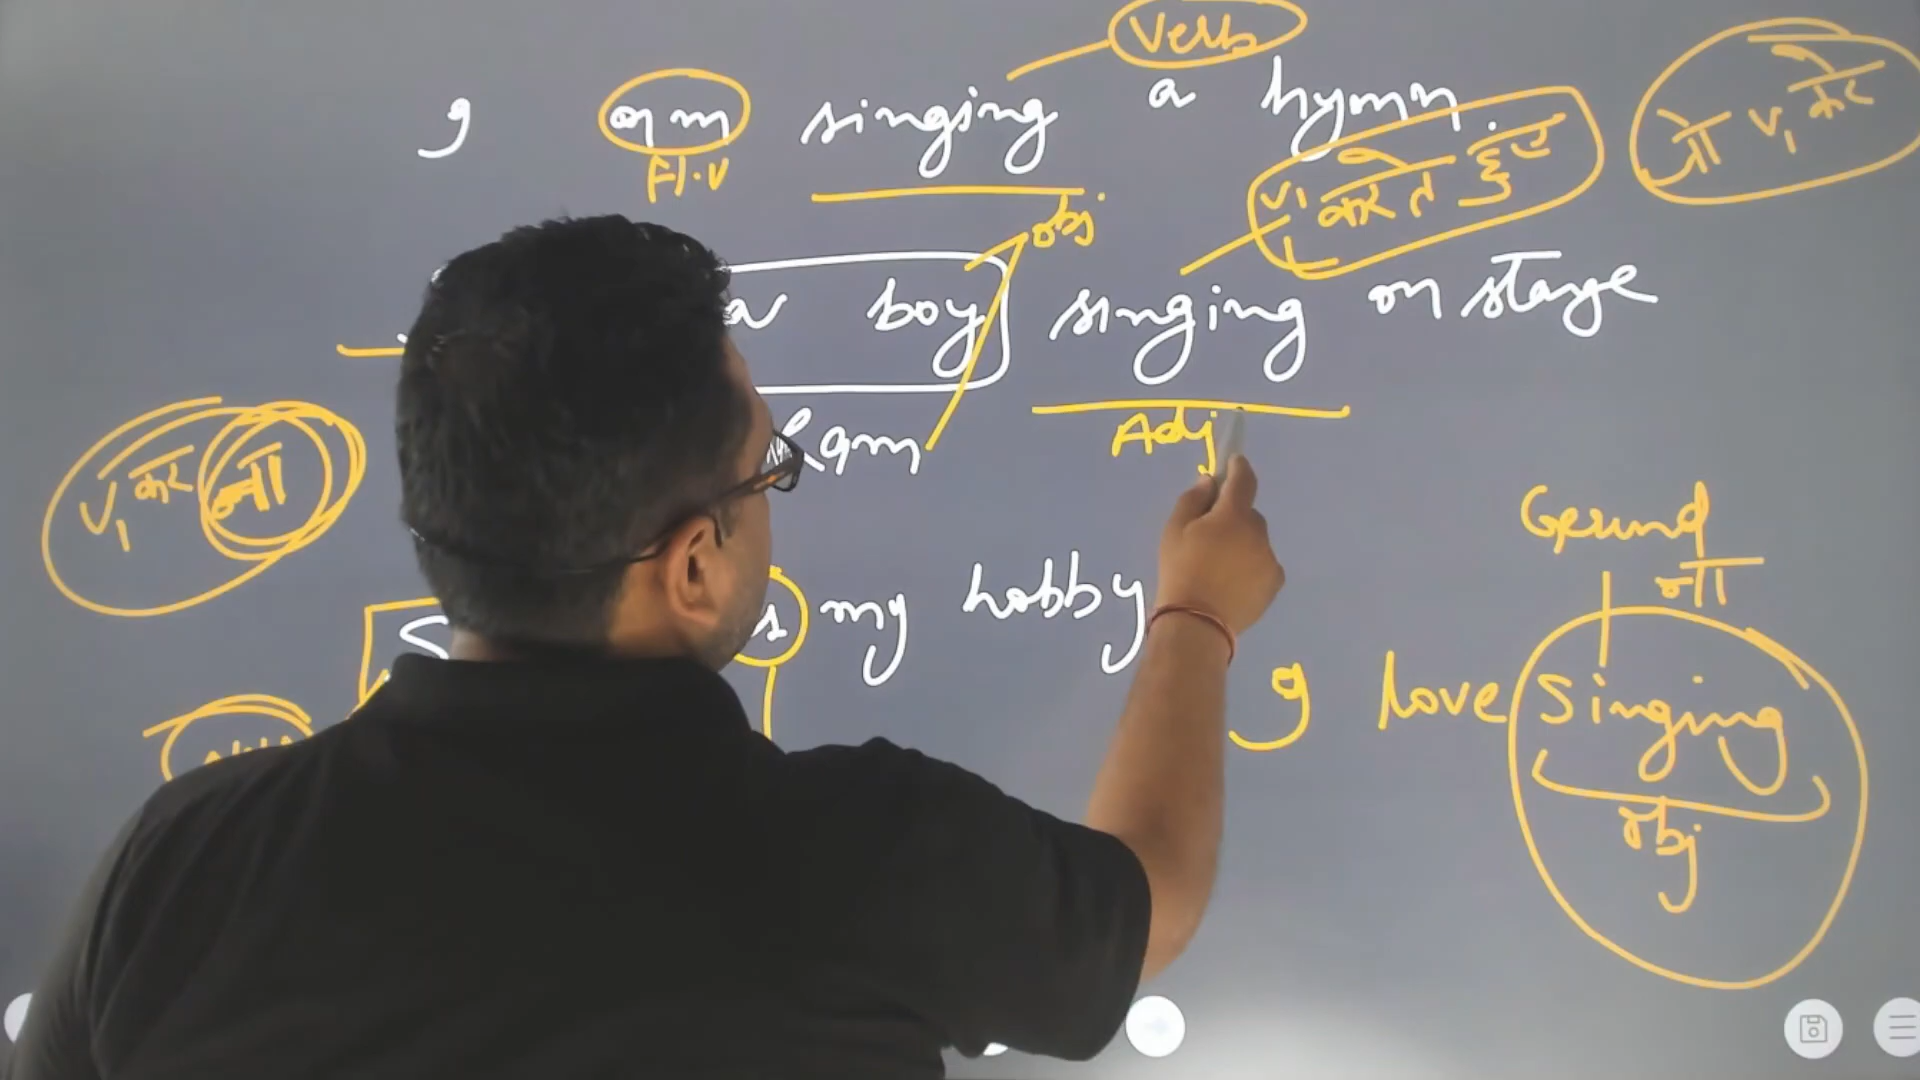 Verb
I am singing a hymn.
H.V
V₁ करते हुए
जो V₁ कर
obj
a boy singing on stage
Adj
Ram
V₁ कर ना
Gerund
ना
my hobby
I love Singing
obj